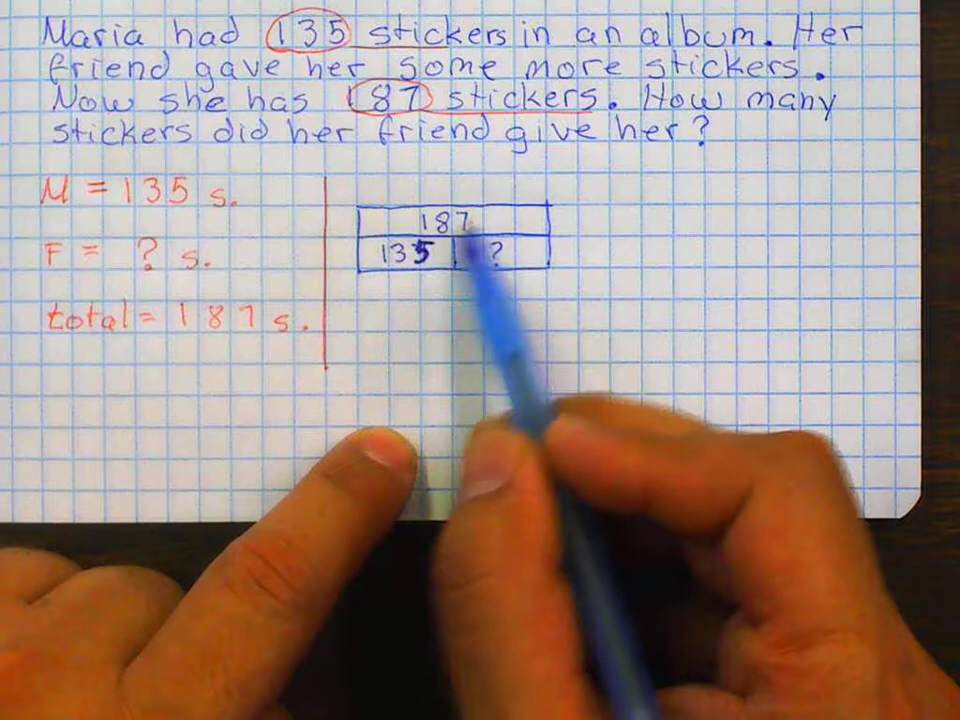 Maria had 135 stickers in an album. Her
friend gave her some more stickers.
Now she has 187 stickers. How many
stickers did her friend give her?
M = 135 s.
F = ? s.
total = 187 s.
187
135 ?